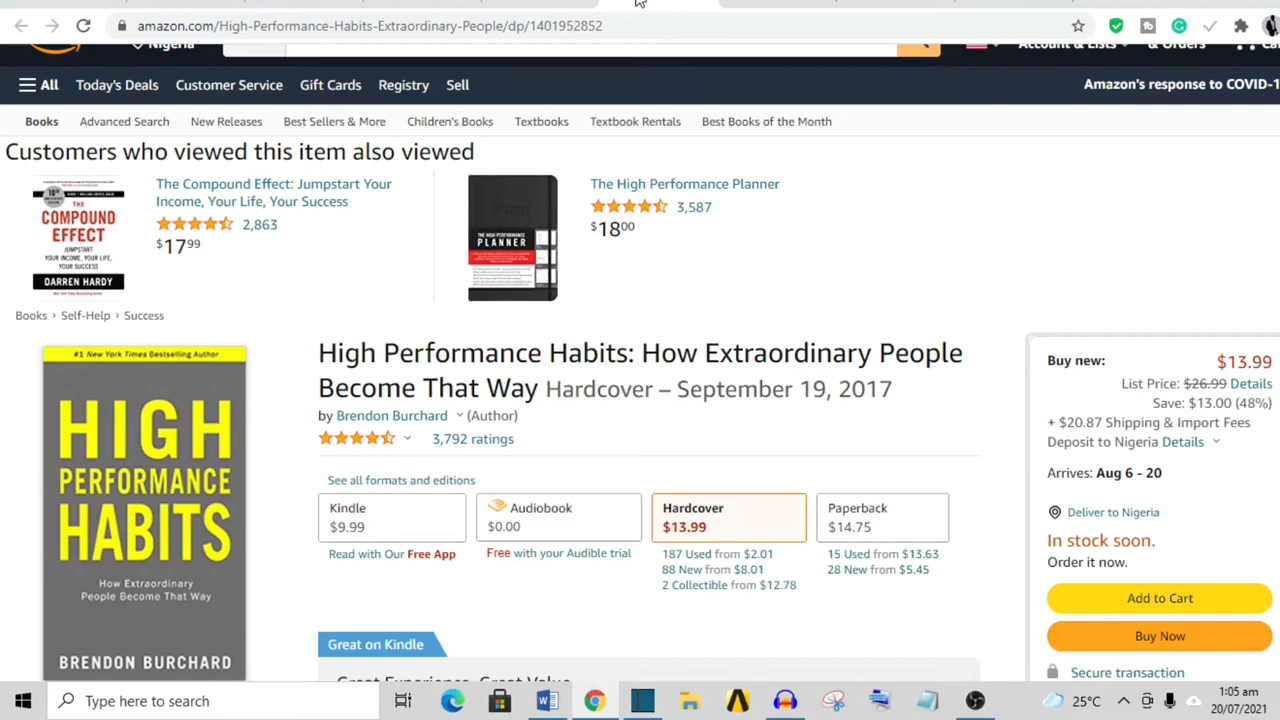 amazon.com/High-Performance-Habits-Extraordinary-People/dp/1401952852
Nigeria
Account & Lists
& Orders
All
Today's Deals
Customer Service
Gift Cards
Registry
Sell
Amazon's response to COVID-1
Books
Advanced Search
New Releases
Best Sellers & More
Children's Books
Textbooks
Textbook Rentals
Best Books of the Month
Customers who viewed this item also viewed
THE
COMPOUND
EFFECT
JUMPSTART
YOUR INCOME,
YOUR LIFE,
YOUR SUCCESS
DARREN HARDY
The Compound Effect: Jumpstart Your
Income, Your Life, Your Success
2,863
$17.99
THE HIGH PERFORMANCE
PLANNER
The High Performance Planner
3,587
$18.00
Books › Self-Help › Success
#1 New York Times Bestselling Author
HIGH
PERFORMANCE
HABITS
How Extraordinary
People Become That Way
BRENDON BURCHARD
High Performance Habits: How Extraordinary People
Become That Way Hardcover – September 19, 2017
by Brendon Burchard (Author)
3,792 ratings
See all formats and editions
Kindle
$9.99
Read with Our Free App
Audiobook
$0.00
Free with your Audible trial
Hardcover
$13.99
187 Used from $2.01
88 New from $8.01
2 Collectible from $12.78
Paperback
$14.75
15 Used from $13.63
28 New from $5.45
Great on Kindle
Great Experience. Great Value.
Buy new:
$13.99
List Price: $26.99 Details
Save: $13.00 (48%)
+ $20.87 Shipping & Import Fees
Deposit to Nigeria Details
Arrives: Aug 6 - 20
Deliver to Nigeria
In stock soon.
Order it now.
Add to Cart
Buy Now
Secure transaction
Type here to search
25°C
1:05 am
20/07/2021